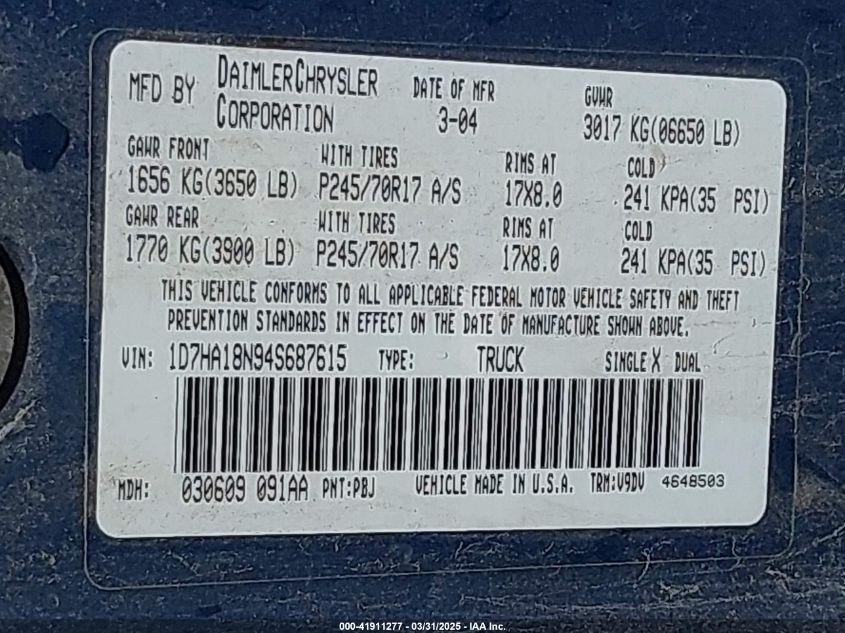 MFD BY DAIMLERCHRYSLER CORPORATION DATE OF MFR 3-04 GVWR 3017 KG(06650 LB)
GAWR FRONT WITH TIRES RIMS AT COLD
1656 KG(3650 LB) P245/70R17 A/S 17X8.0 241 KPA(35 PSI)
GAWR REAR WITH TIRES RIMS AT COLD
1770 KG(3900 LB) P245/70R17 A/S 17X8.0 241 KPA(35 PSI)
THIS VEHICLE CONFORMS TO ALL APPLICABLE FEDERAL MOTOR VEHICLE SAFETY AND THEFT
PREVENTION STANDARDS IN EFFECT ON THE DATE OF MANUFACTURE SHOWN ABOVE.
VIN: 1D7HA18N94S687615 TYPE: TRUCK SINGLE X DUAL
MDH: 030609 091AA PNT:PBJ VEHICLE MADE IN U.S.A. TRM:V9DV 4648503
000-41911277 - 03/31/2025 - IAA Inc.